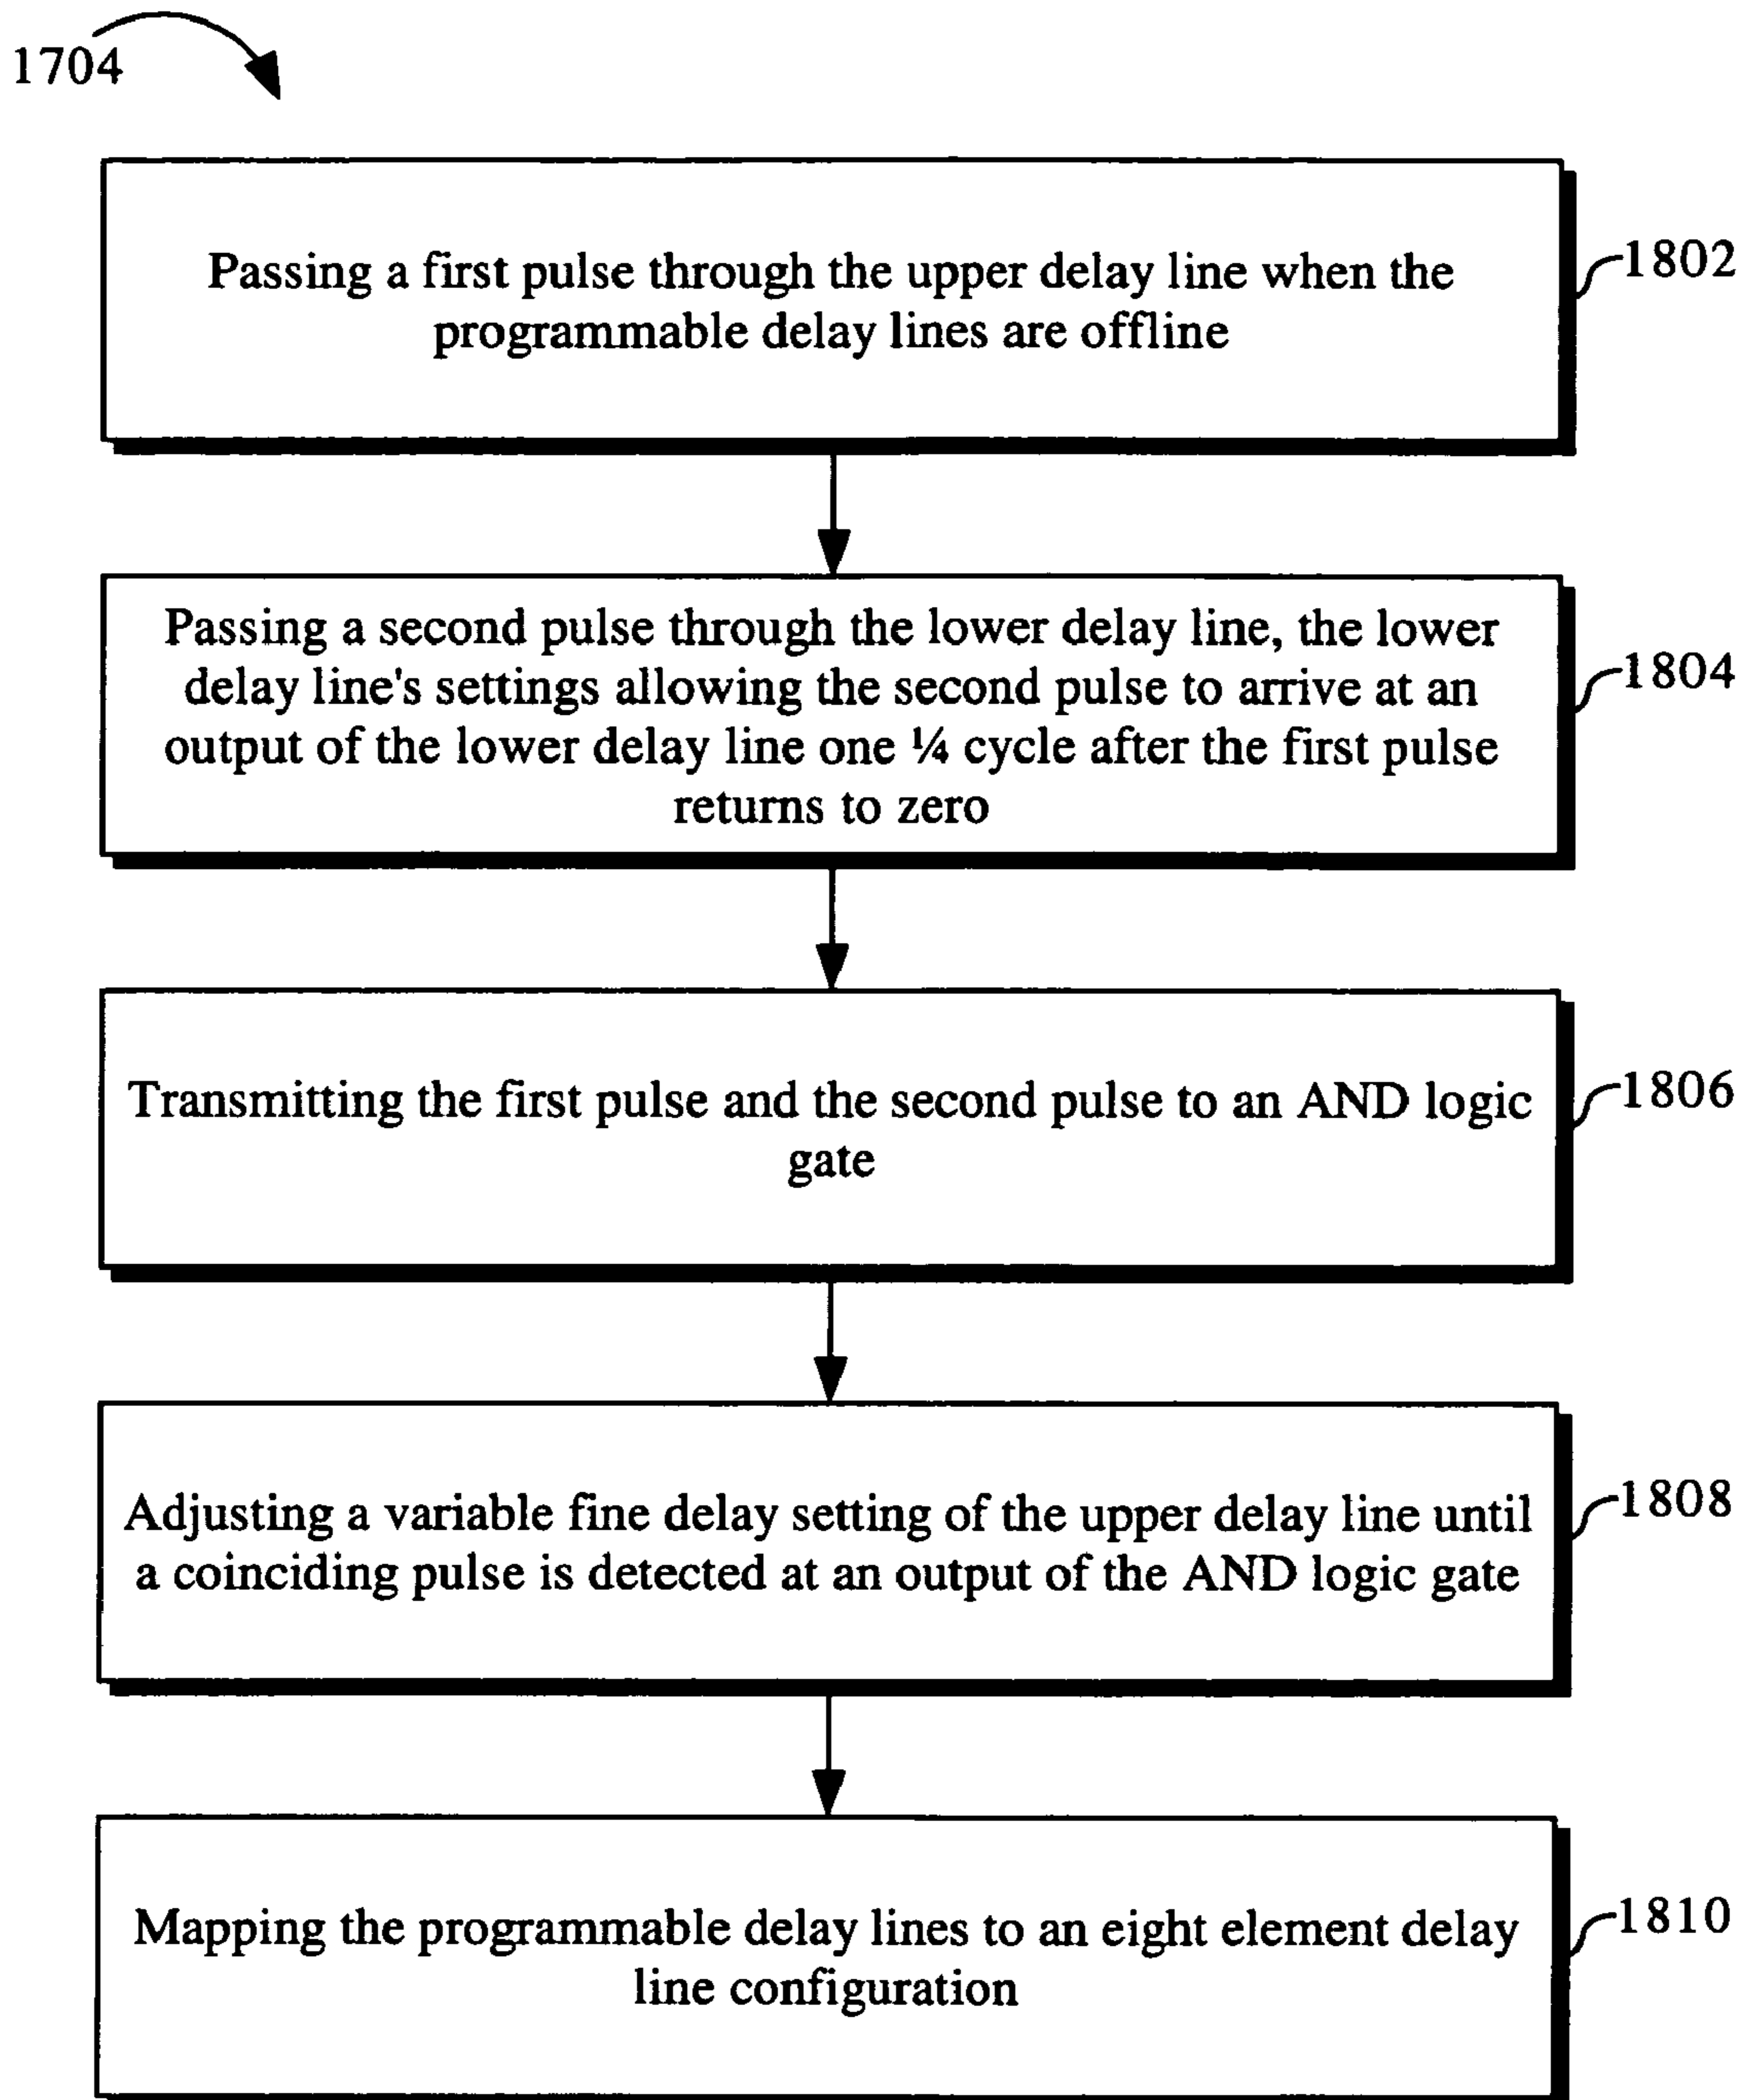 1704
Passing a first pulse through the upper delay line when the
programmable delay lines are offline
1802
Passing a second pulse through the lower delay line, the lower
delay line's settings allowing the second pulse to arrive at an
output of the lower delay line one ¼ cycle after the first pulse
returns to zero
1804
Transmitting the first pulse and the second pulse to an AND logic
gate
1806
Adjusting a variable fine delay setting of the upper delay line until
a coinciding pulse is detected at an output of the AND logic gate
1808
Mapping the programmable delay lines to an eight element delay
line configuration
1810